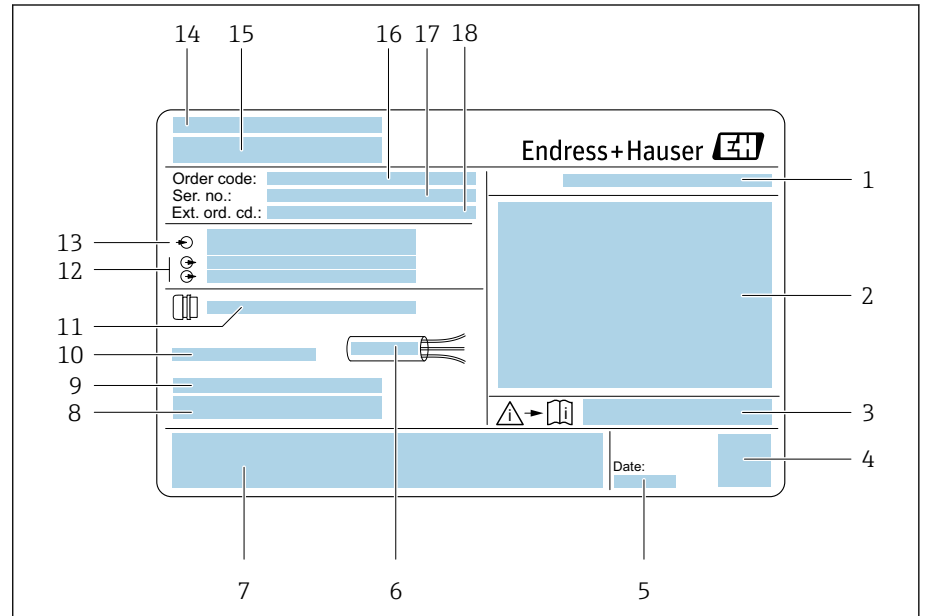 14 15 16 17 18
Endress+Hauser EH
1
Order code:
Ser. no.:
Ext. ord. cd.:
13
12
2
11
10
9
8
3
i i
4
Date:
7 6 5